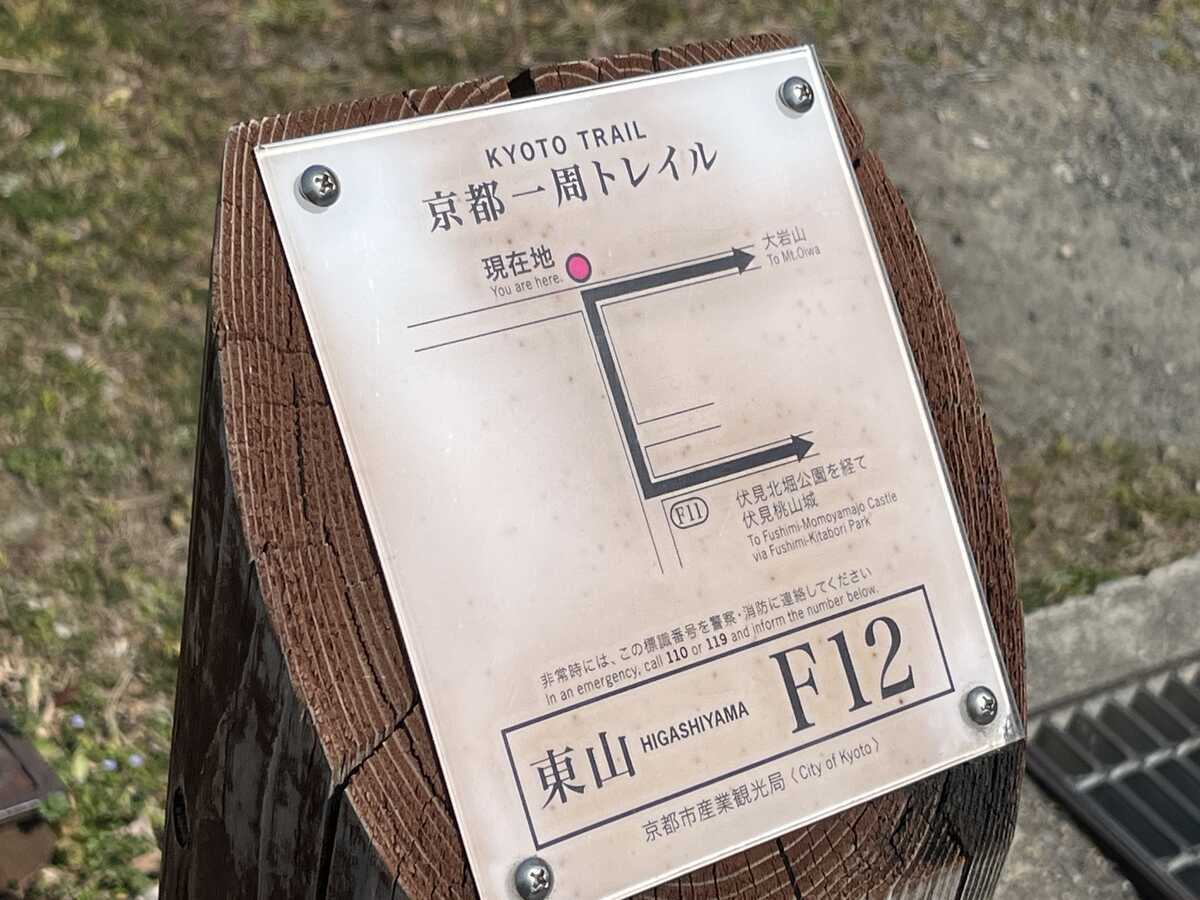 KYOTO TRAIL
京都一周トレイル
現在地
You are here.
大岩山
To Mt.Oiwa
F11
伏見北堀公園を経て
伏見桃山城
To Fushimi-Momoyamajo Castle
via Fushimi-Kitabori Park
非常時には、この標識番号を警察・消防に連絡してください
In an emergency, call 110 or 119 and inform the number below.
東山 HIGASHIYAMA F12
京都市産業観光局〈City of Kyoto〉